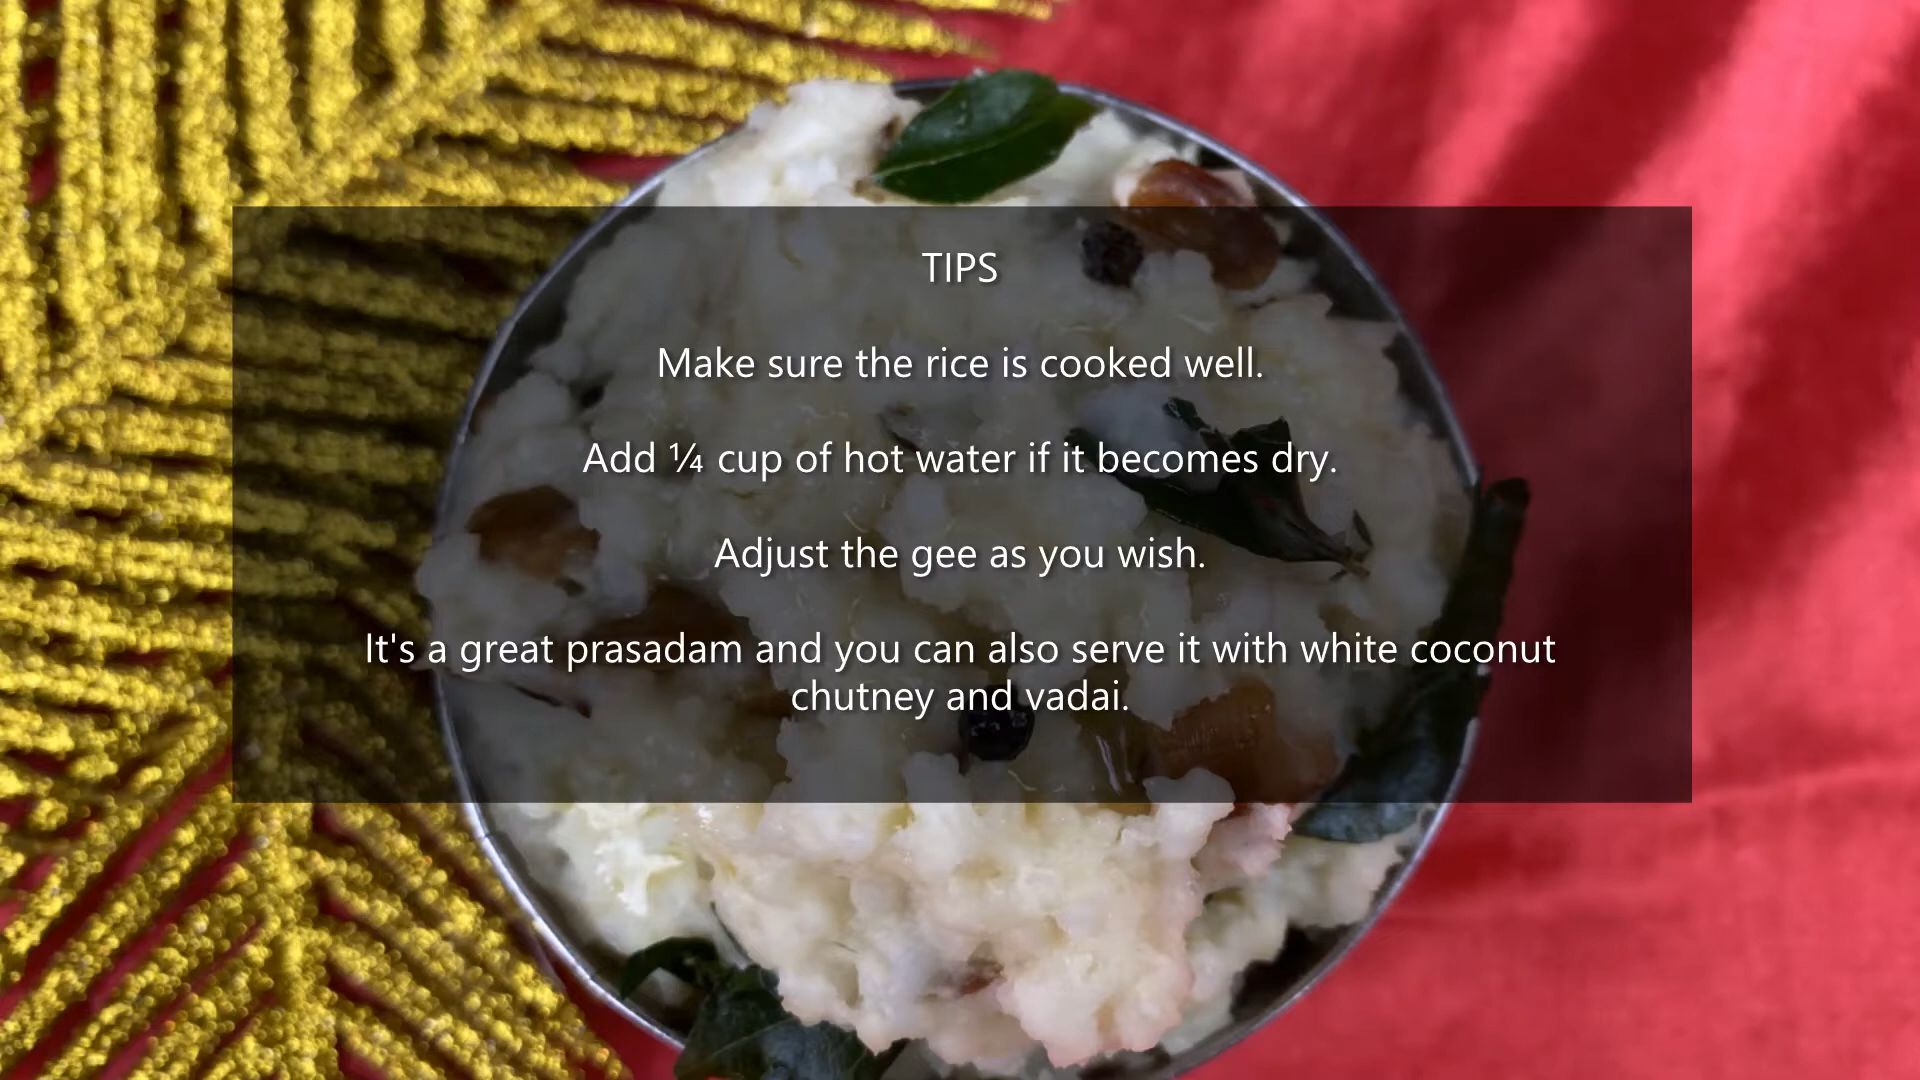 TIPS
Make sure the rice is cooked well.
Add ¼ cup of hot water if it becomes dry.
Adjust the gee as you wish.
It's a great prasadam and you can also serve it with white coconut
chutney and vadai.